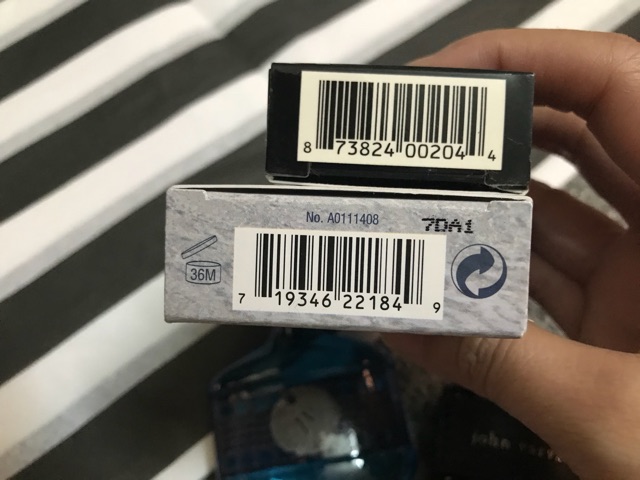 8 73824 00204 4
No. A0111408 7DA1
36M
7 19346 22184 9